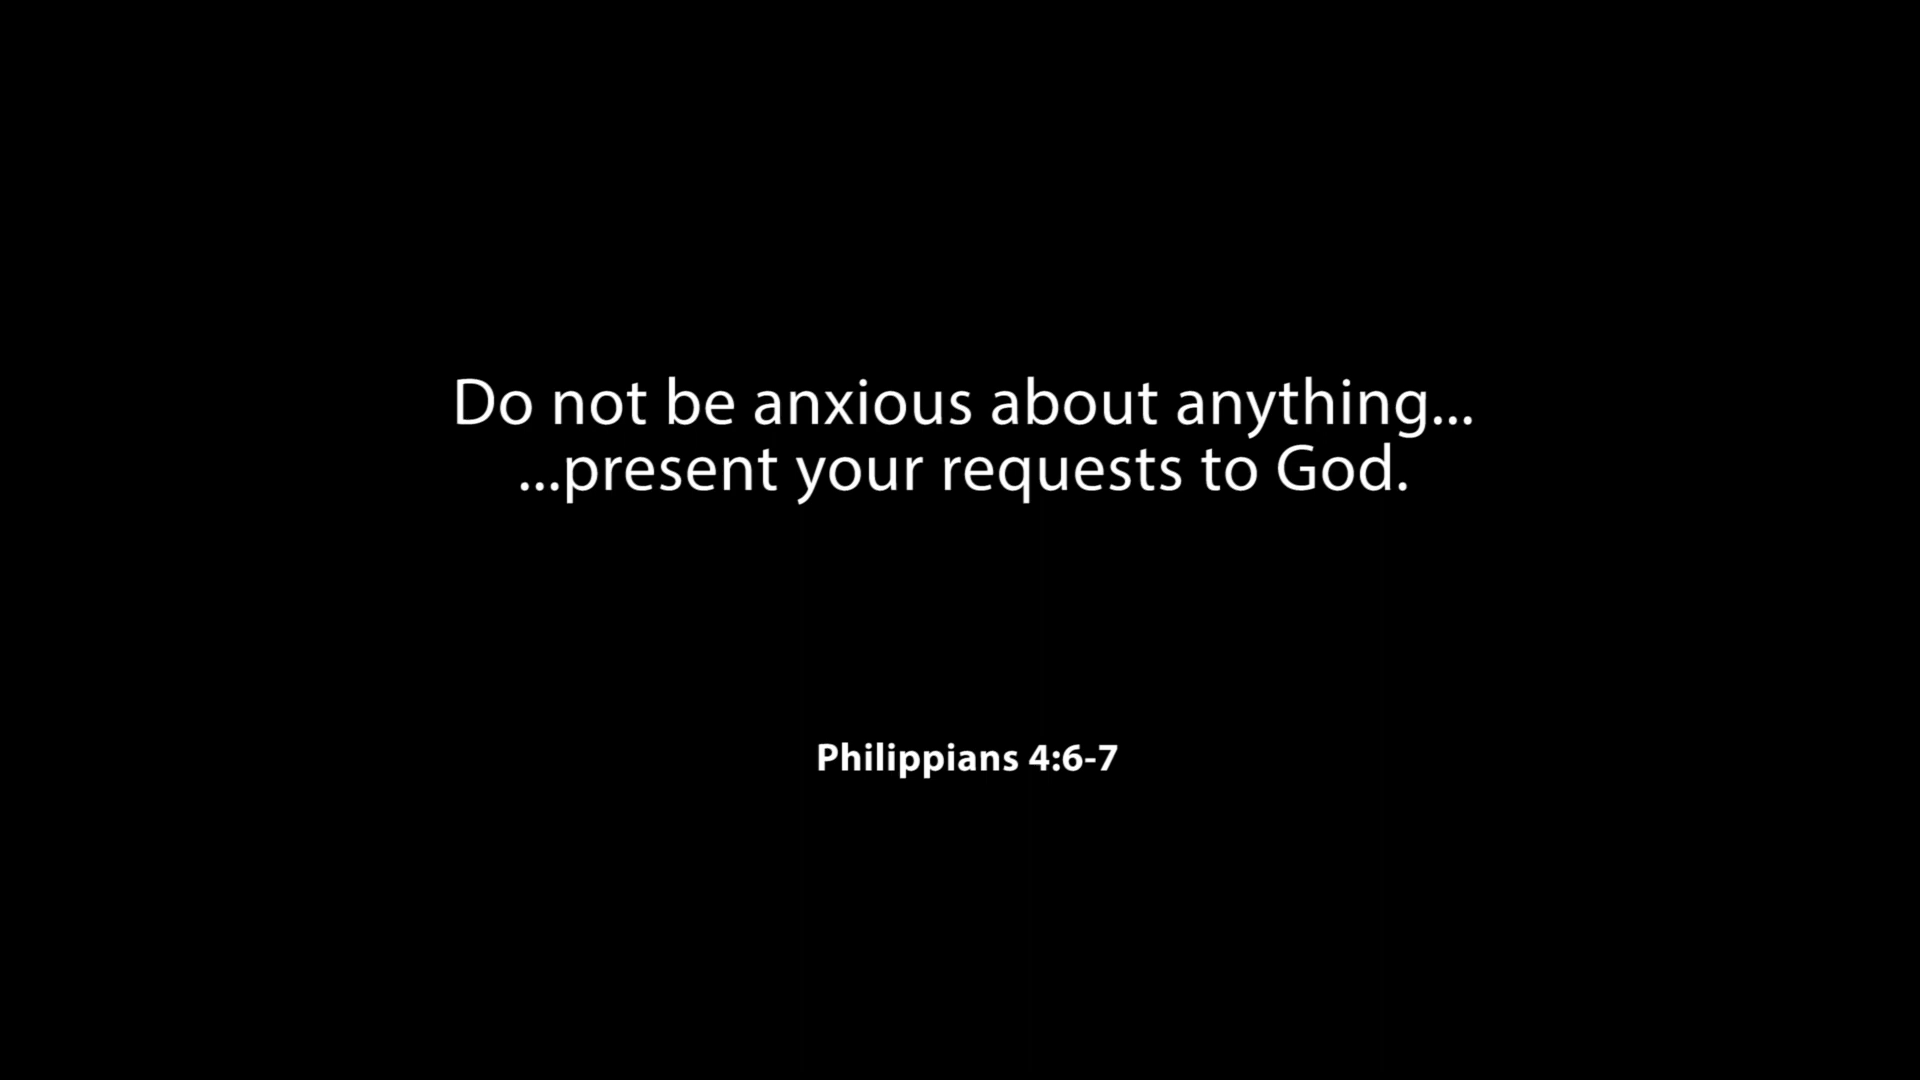 Do not be anxious about anything...
...present your requests to God.
Philippians 4:6-7